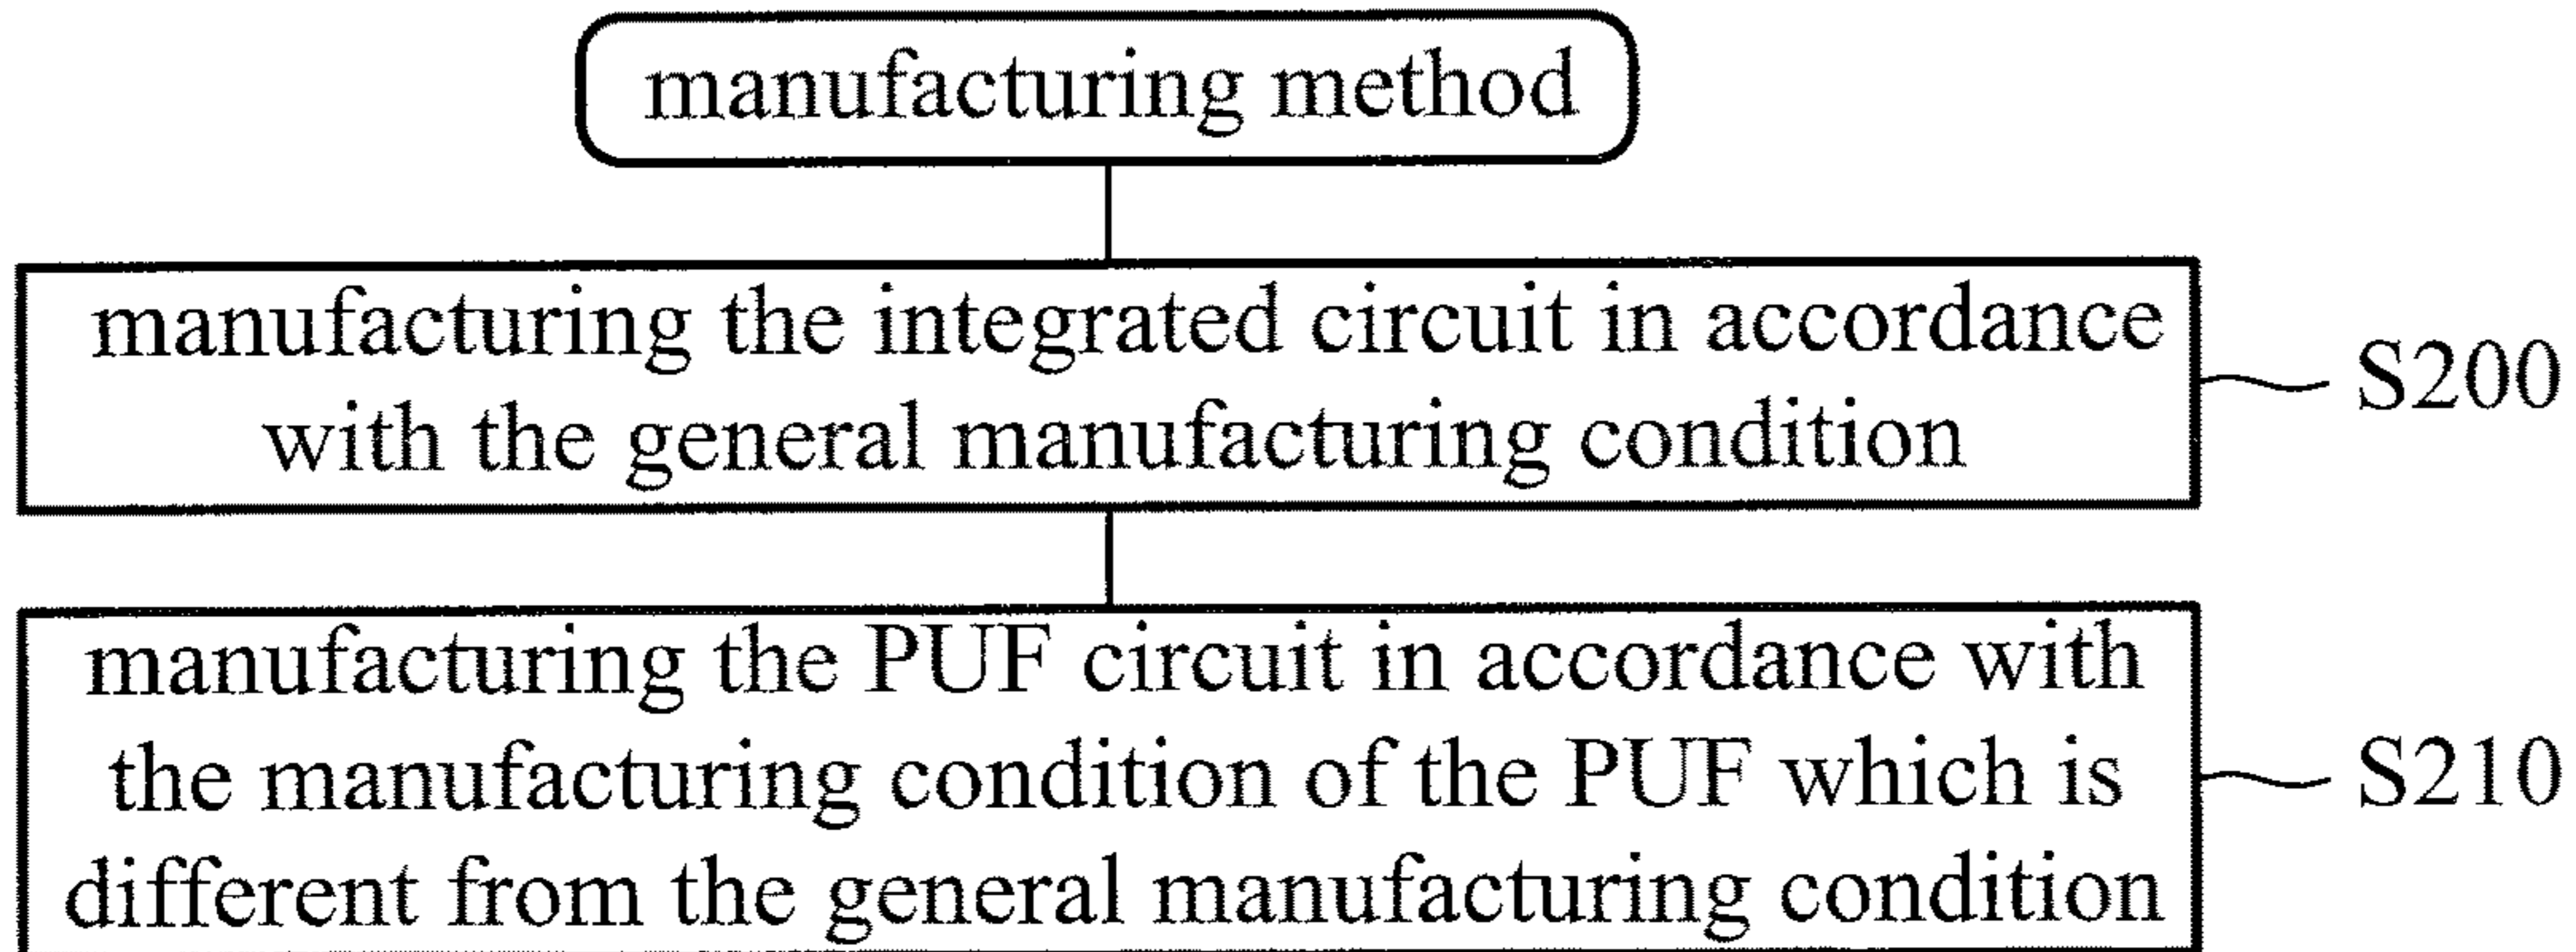 manufacturing method
manufacturing the integrated circuit in accordance
with the general manufacturing condition
S200
manufacturing the PUF circuit in accordance with
the manufacturing condition of the PUF which is
different from the general manufacturing condition
S210